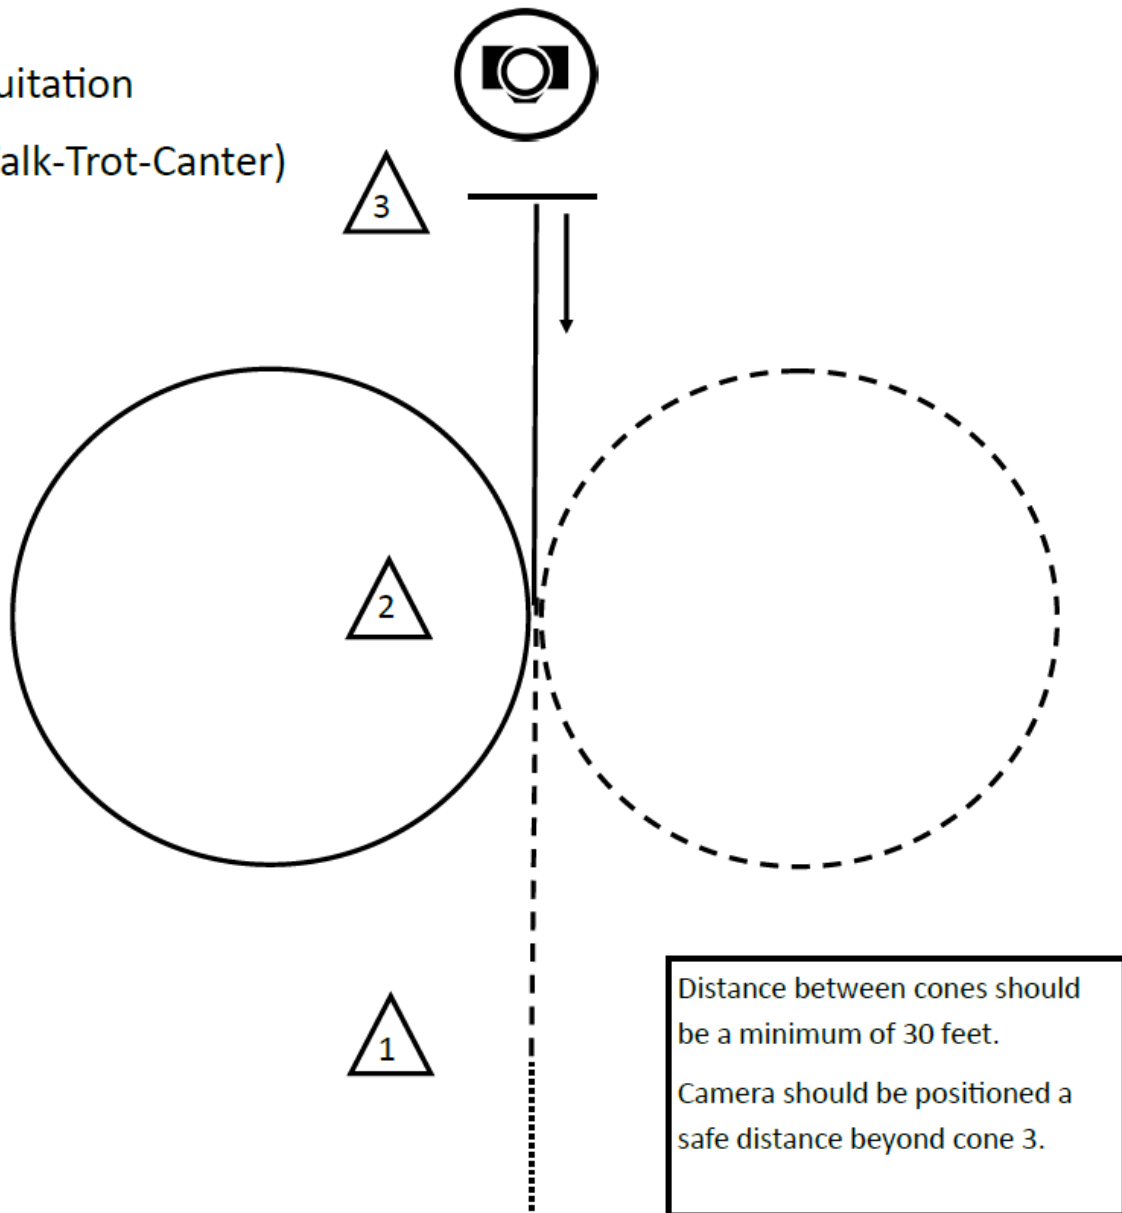 uitation
alk-Trot-Canter)
3
2
1
Distance between cones should
be a minimum of 30 feet.
Camera should be positioned a
safe distance beyond cone 3.